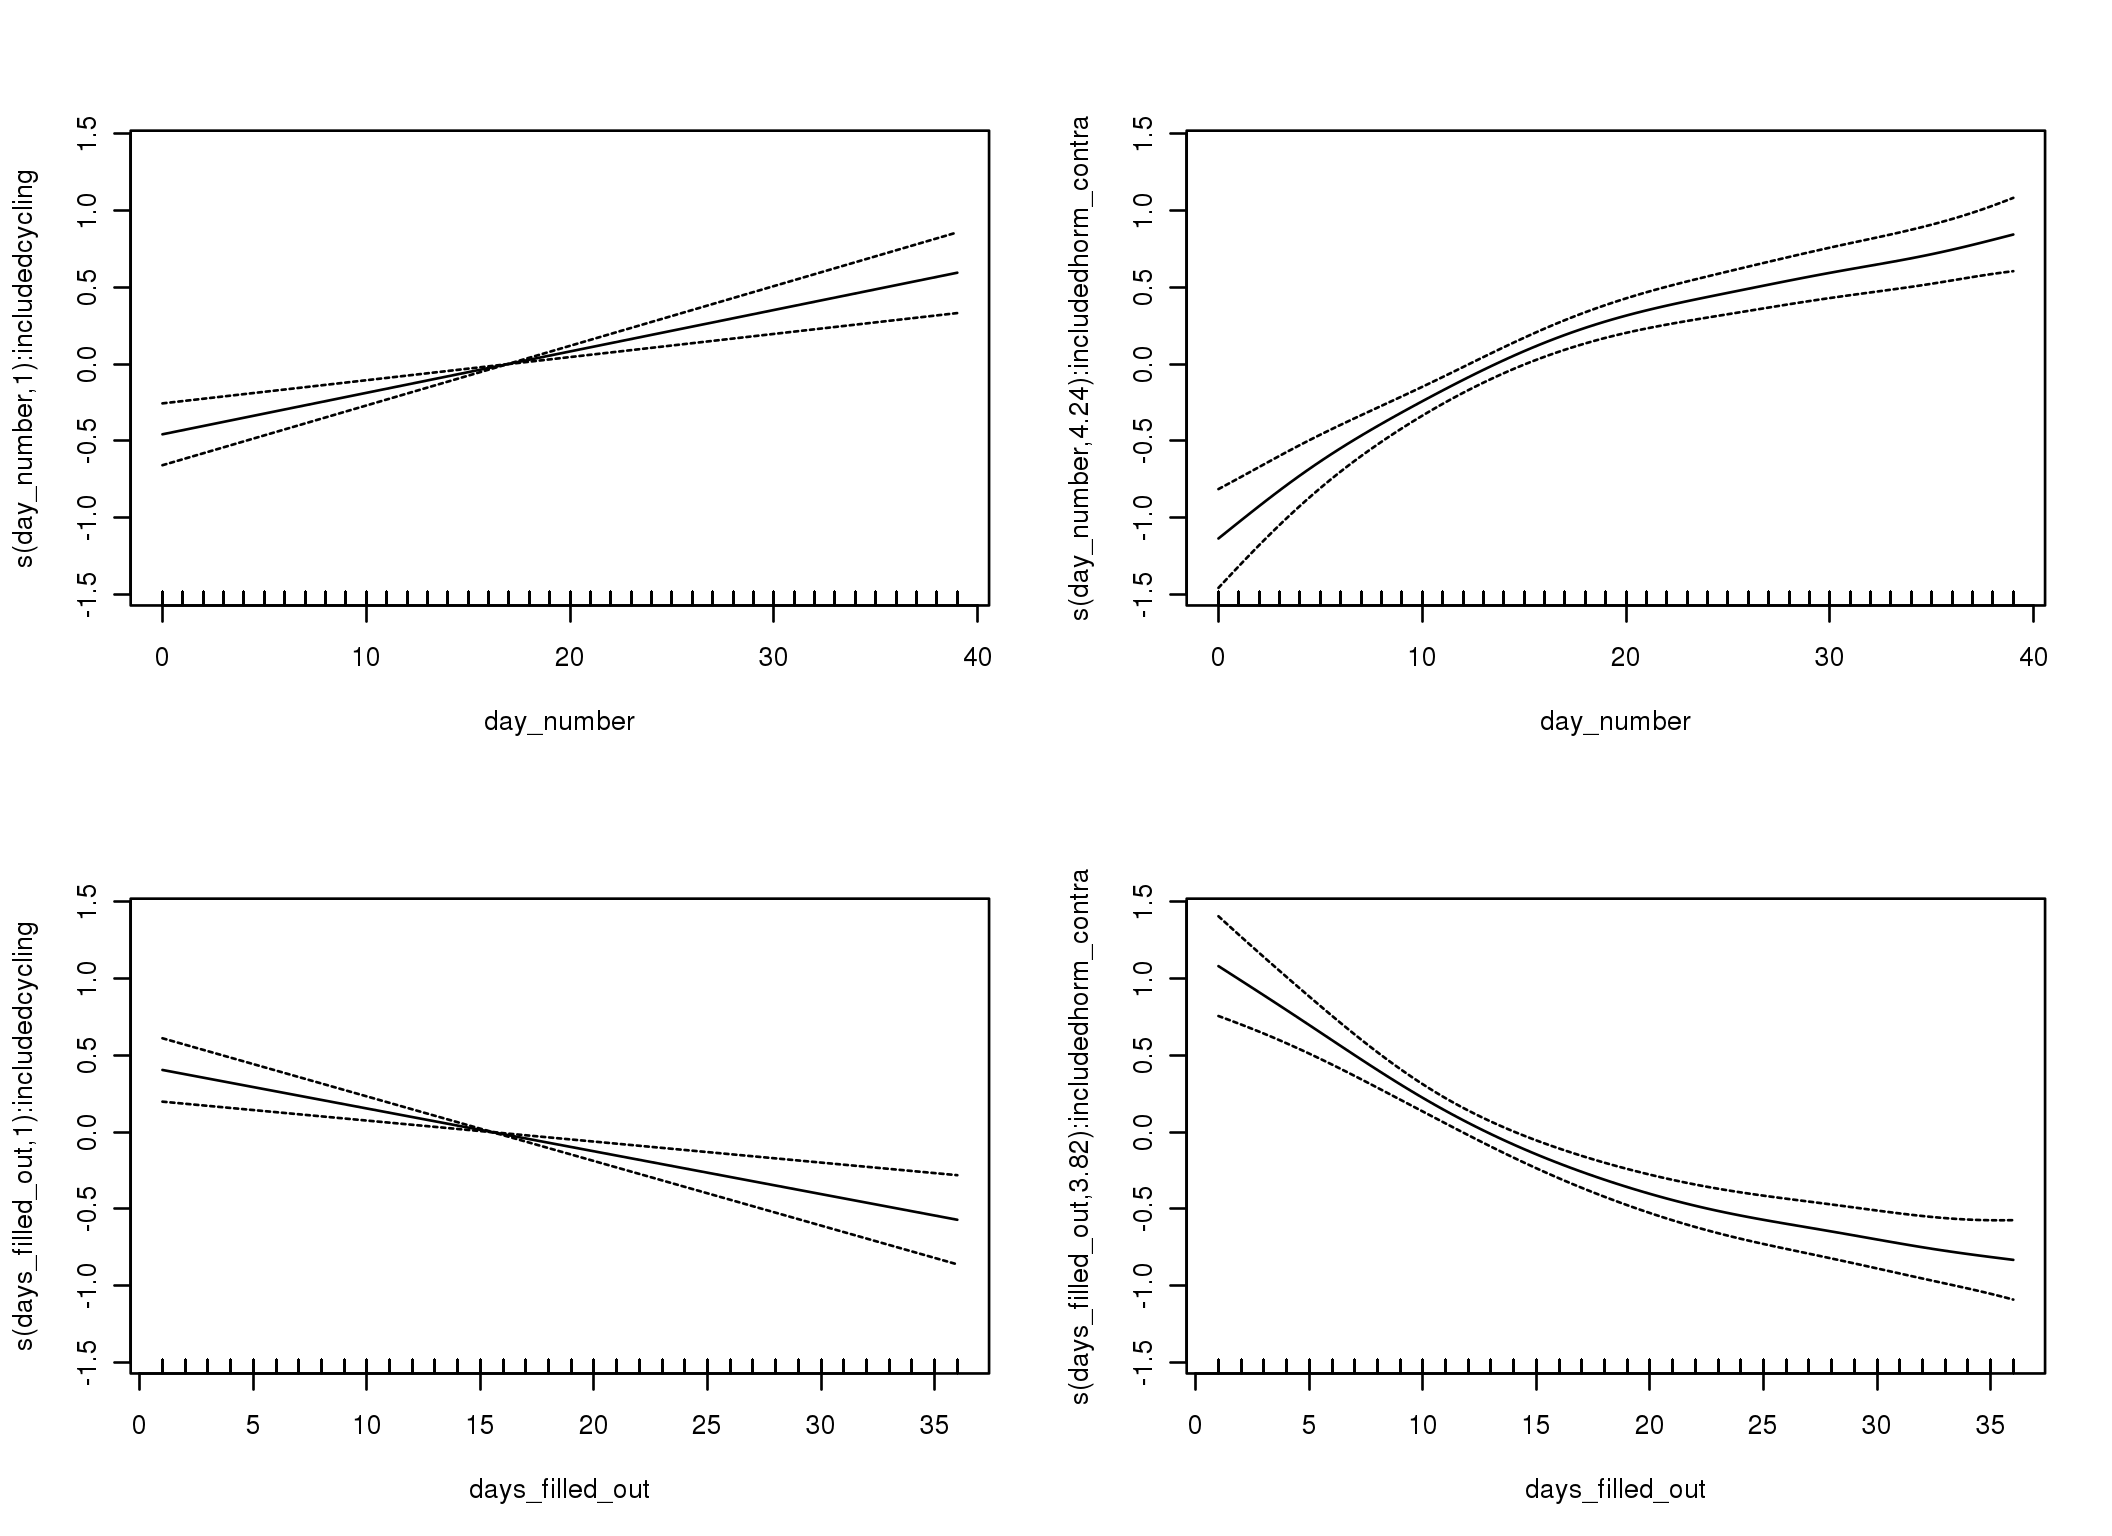 s(day_number,1):includedcycling
1.5
1.0
0.5
0.0
-0.5
-1.0
-1.5
0 10 20 30 40
day_number
s(day_number,4.24):includedhorm_contra
1.5
1.0
0.5
0.0
-0.5
-1.0
-1.5
0 10 20 30 40
day_number
s(days_filled_out,1):includedcycling
1.5
1.0
0.5
0.0
-0.5
-1.0
-1.5
0 5 10 15 20 25 30 35
days_filled_out
s(days_filled_out,3.82):includedhorm_contra
1.5
1.0
0.5
0.0
-0.5
-1.0
-1.5
0 5 10 15 20 25 30 35
days_filled_out